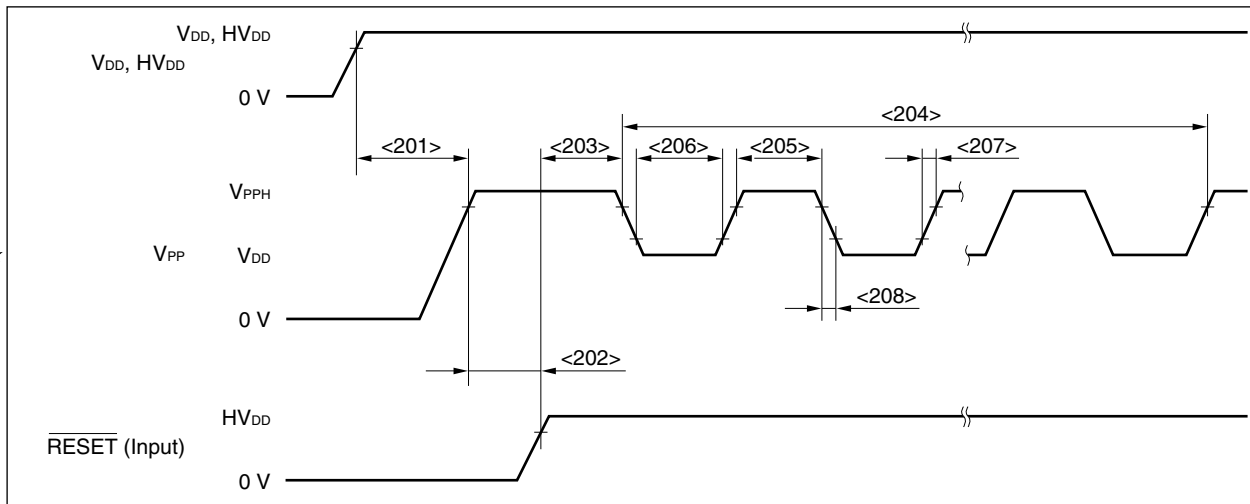 VDD, HVDD
VDD, HVDD
0 V
<204>
<201> <203> <206> <205> <207>
VPPH
VPP VDD
<208>
0 V
<202>
HVDD
RESET (Input)
0 V